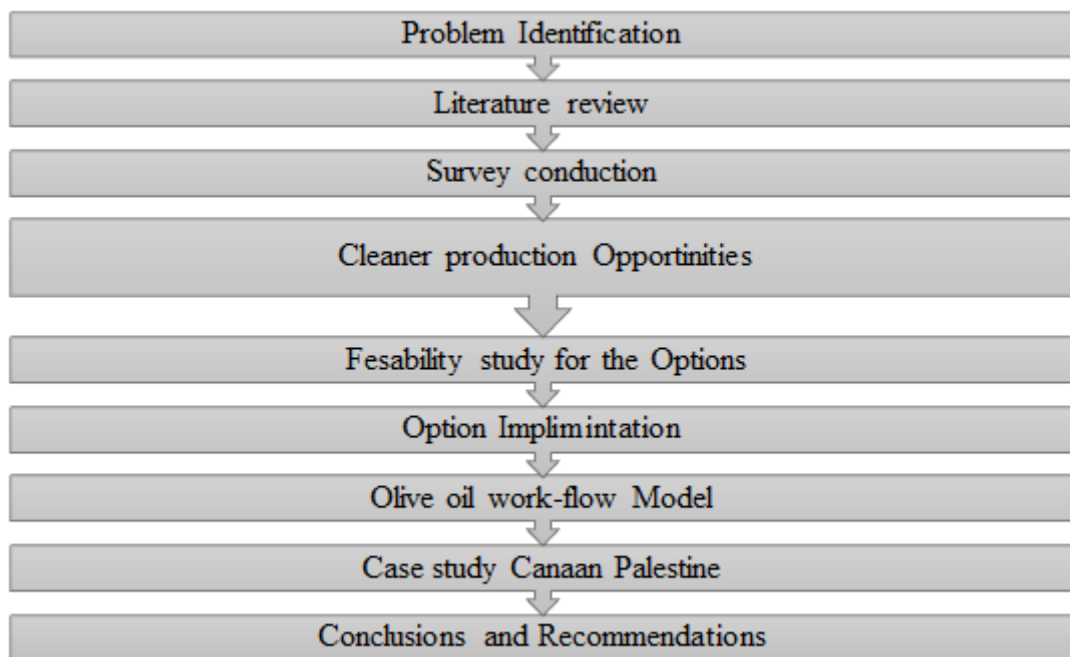 Problem Identification
Literature review
Survey conduction
Cleaner production Opportinities
Fesability study for the Options
Option Implimintation
Olive oil work-flow Model
Case study Canaan Palestine
Conclusions and Recommendations